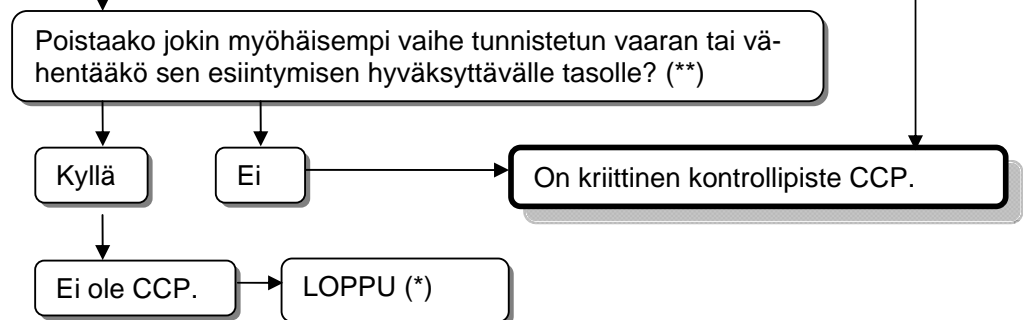 Poistaako jokin myöhäisempi vaihe tunnistetun vaaran tai vä-
hentääkö sen esiintymisen hyväksyttävälle tasolle? (**)
Kyllä
Ei
On kriittinen kontrollipiste CCP.
Ei ole CCP.
LOPPU (*)